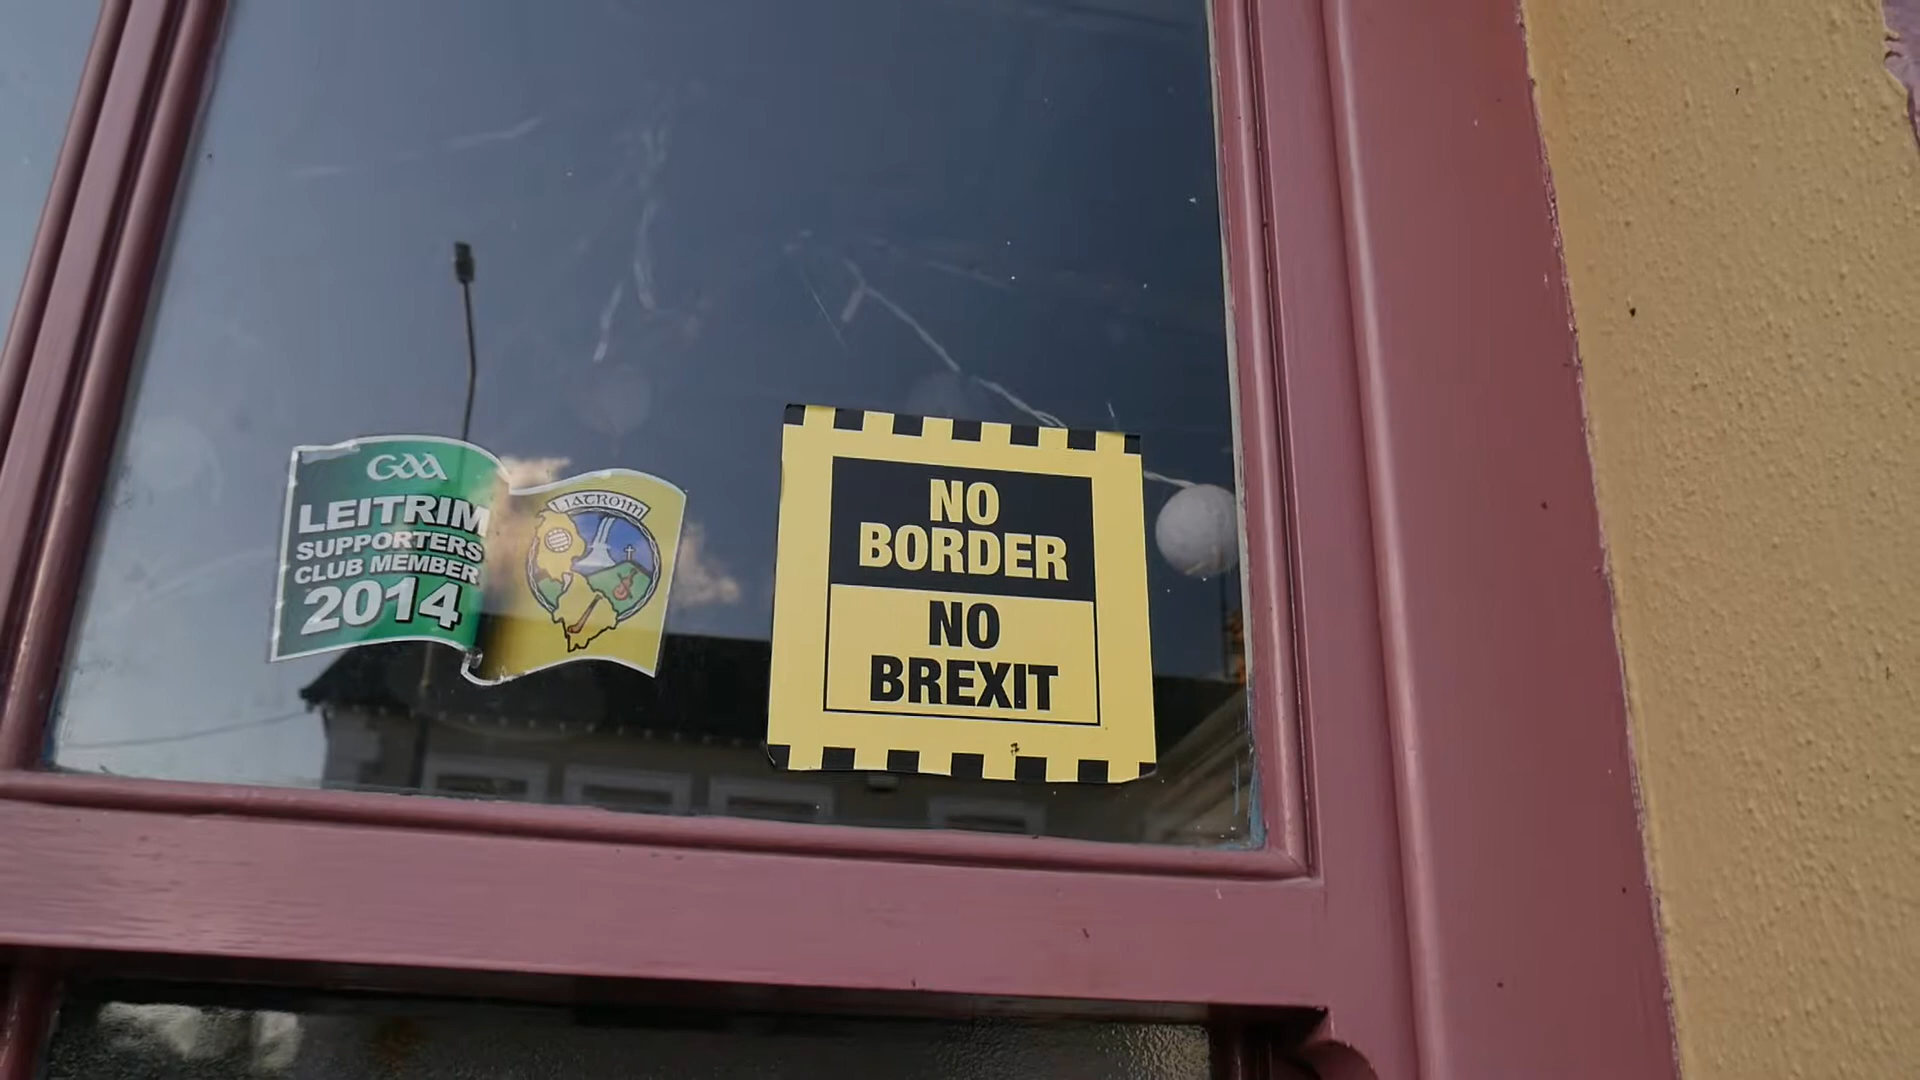 GAA
LEITRIM
SUPPORTERS
CLUB MEMBER
2014
LIATROIM
NO
BORDER
NO
BREXIT